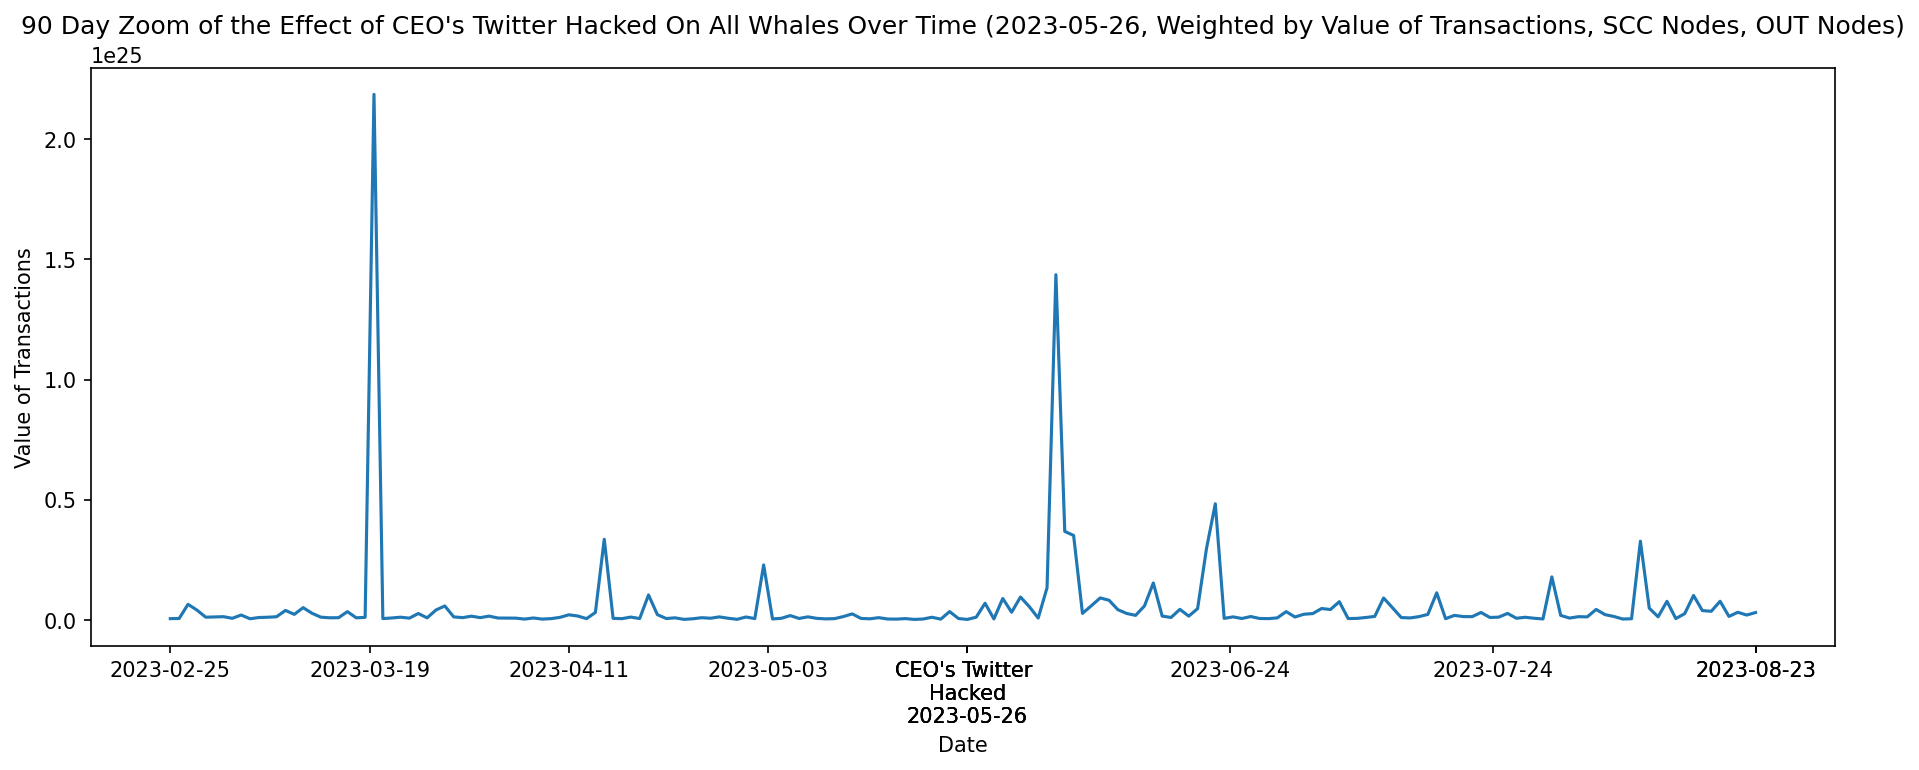 90 Day Zoom of the Effect of CEO's Twitter Hacked On All Whales Over Time (2023-05-26, Weighted by Value of Transactions, SCC Nodes, OUT Nodes)
1e25
2.0
1.5
1.0
0.5
0.0
Value of Transactions
2023-02-25
2023-03-19
2023-04-11
2023-05-03
CEO's Twitter
Hacked
2023-05-26
2023-06-24
2023-07-24
2023-08-23
Date